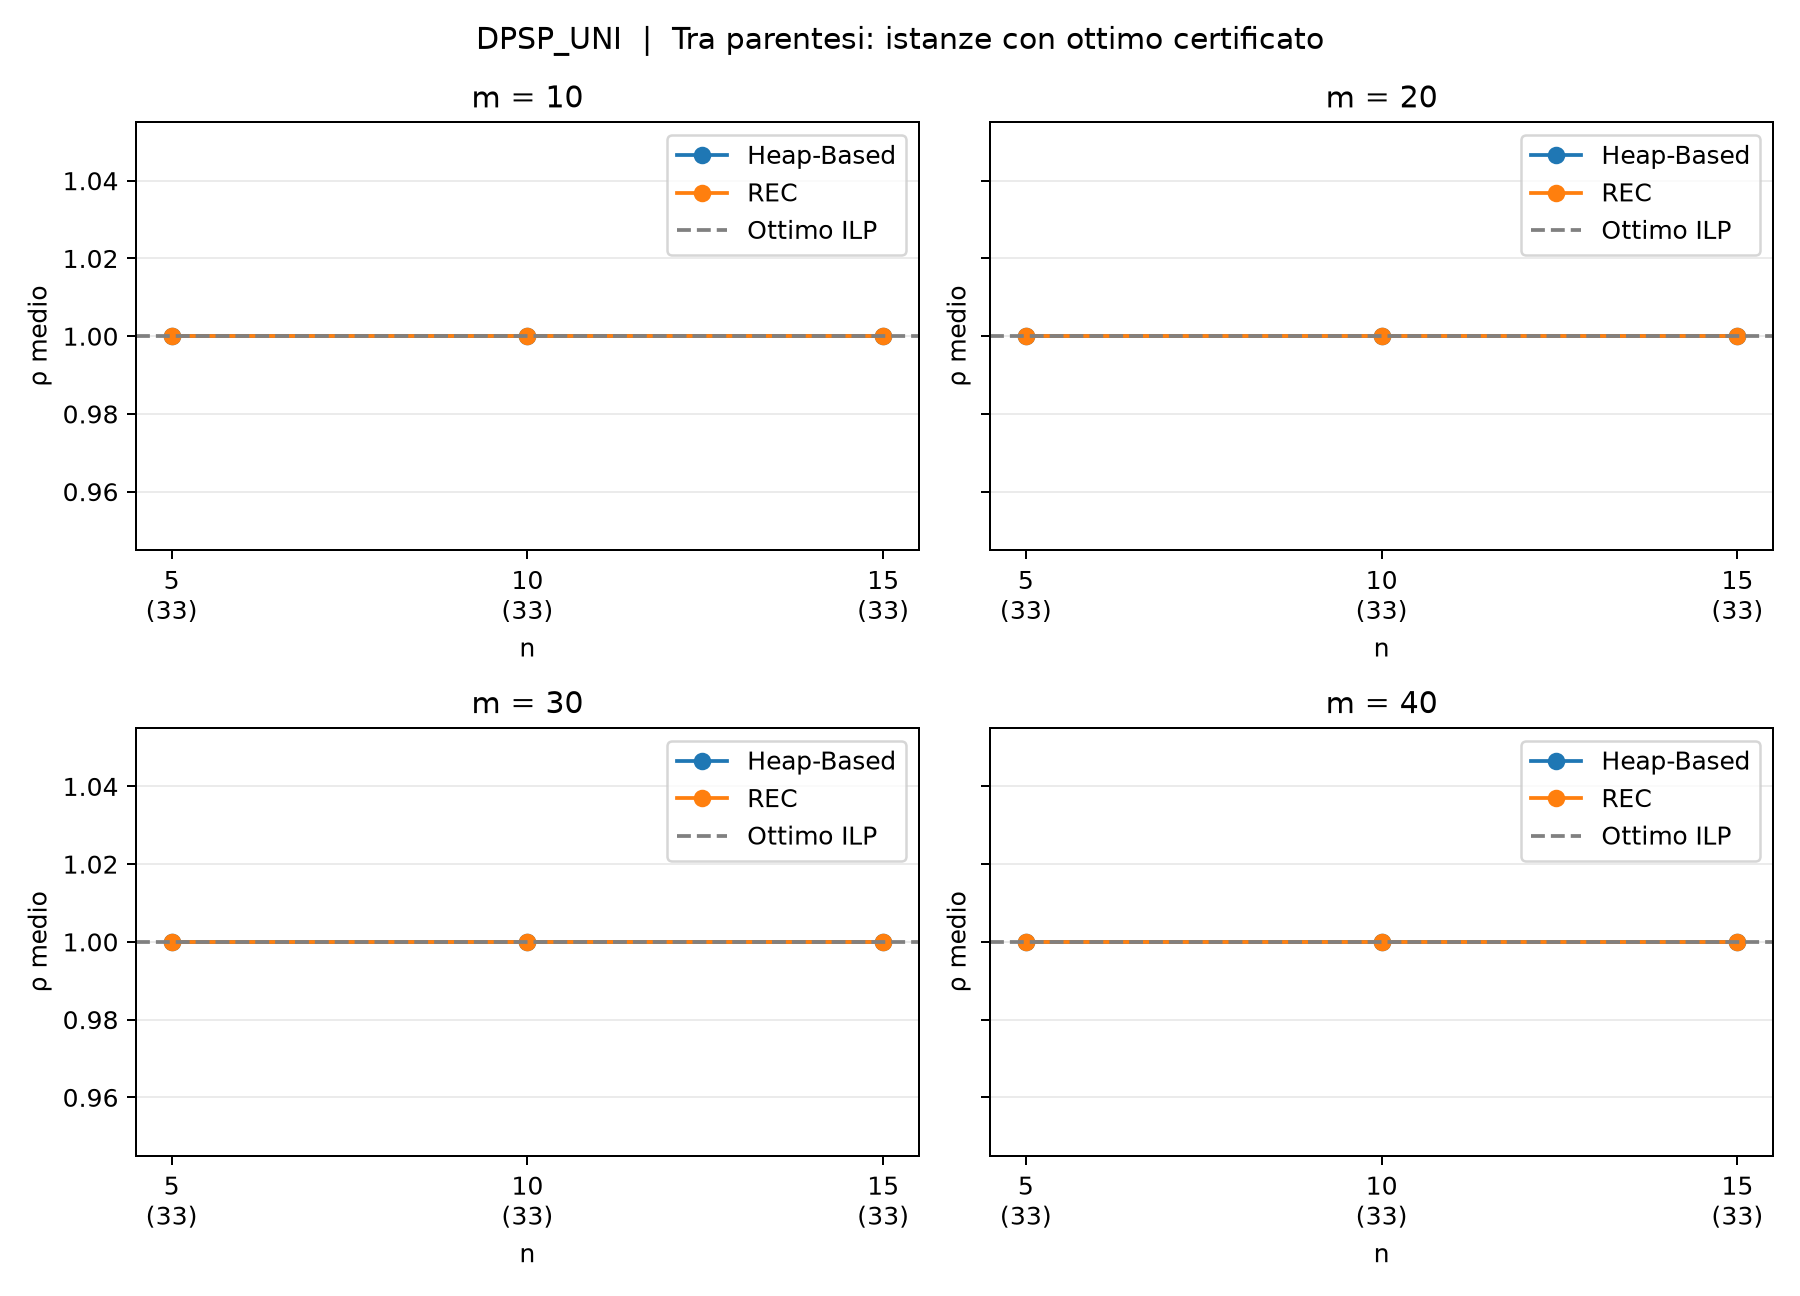 DPSP_UNI | Tra parentesi: istanze con ottimo certificato
m = 10
Heap-Based
REC
Ottimo ILP
1.04
1.02
1.00
0.98
0.96
ρ medio
5 10 15
(33) (33) (33)
n
m = 20
Heap-Based
REC
Ottimo ILP
ρ medio
5 10 15
(33) (33) (33)
n
m = 30
Heap-Based
REC
Ottimo ILP
1.04
1.02
1.00
0.98
0.96
ρ medio
5 10 15
(33) (33) (33)
n
m = 40
Heap-Based
REC
Ottimo ILP
ρ medio
5 10 15
(33) (33) (33)
n